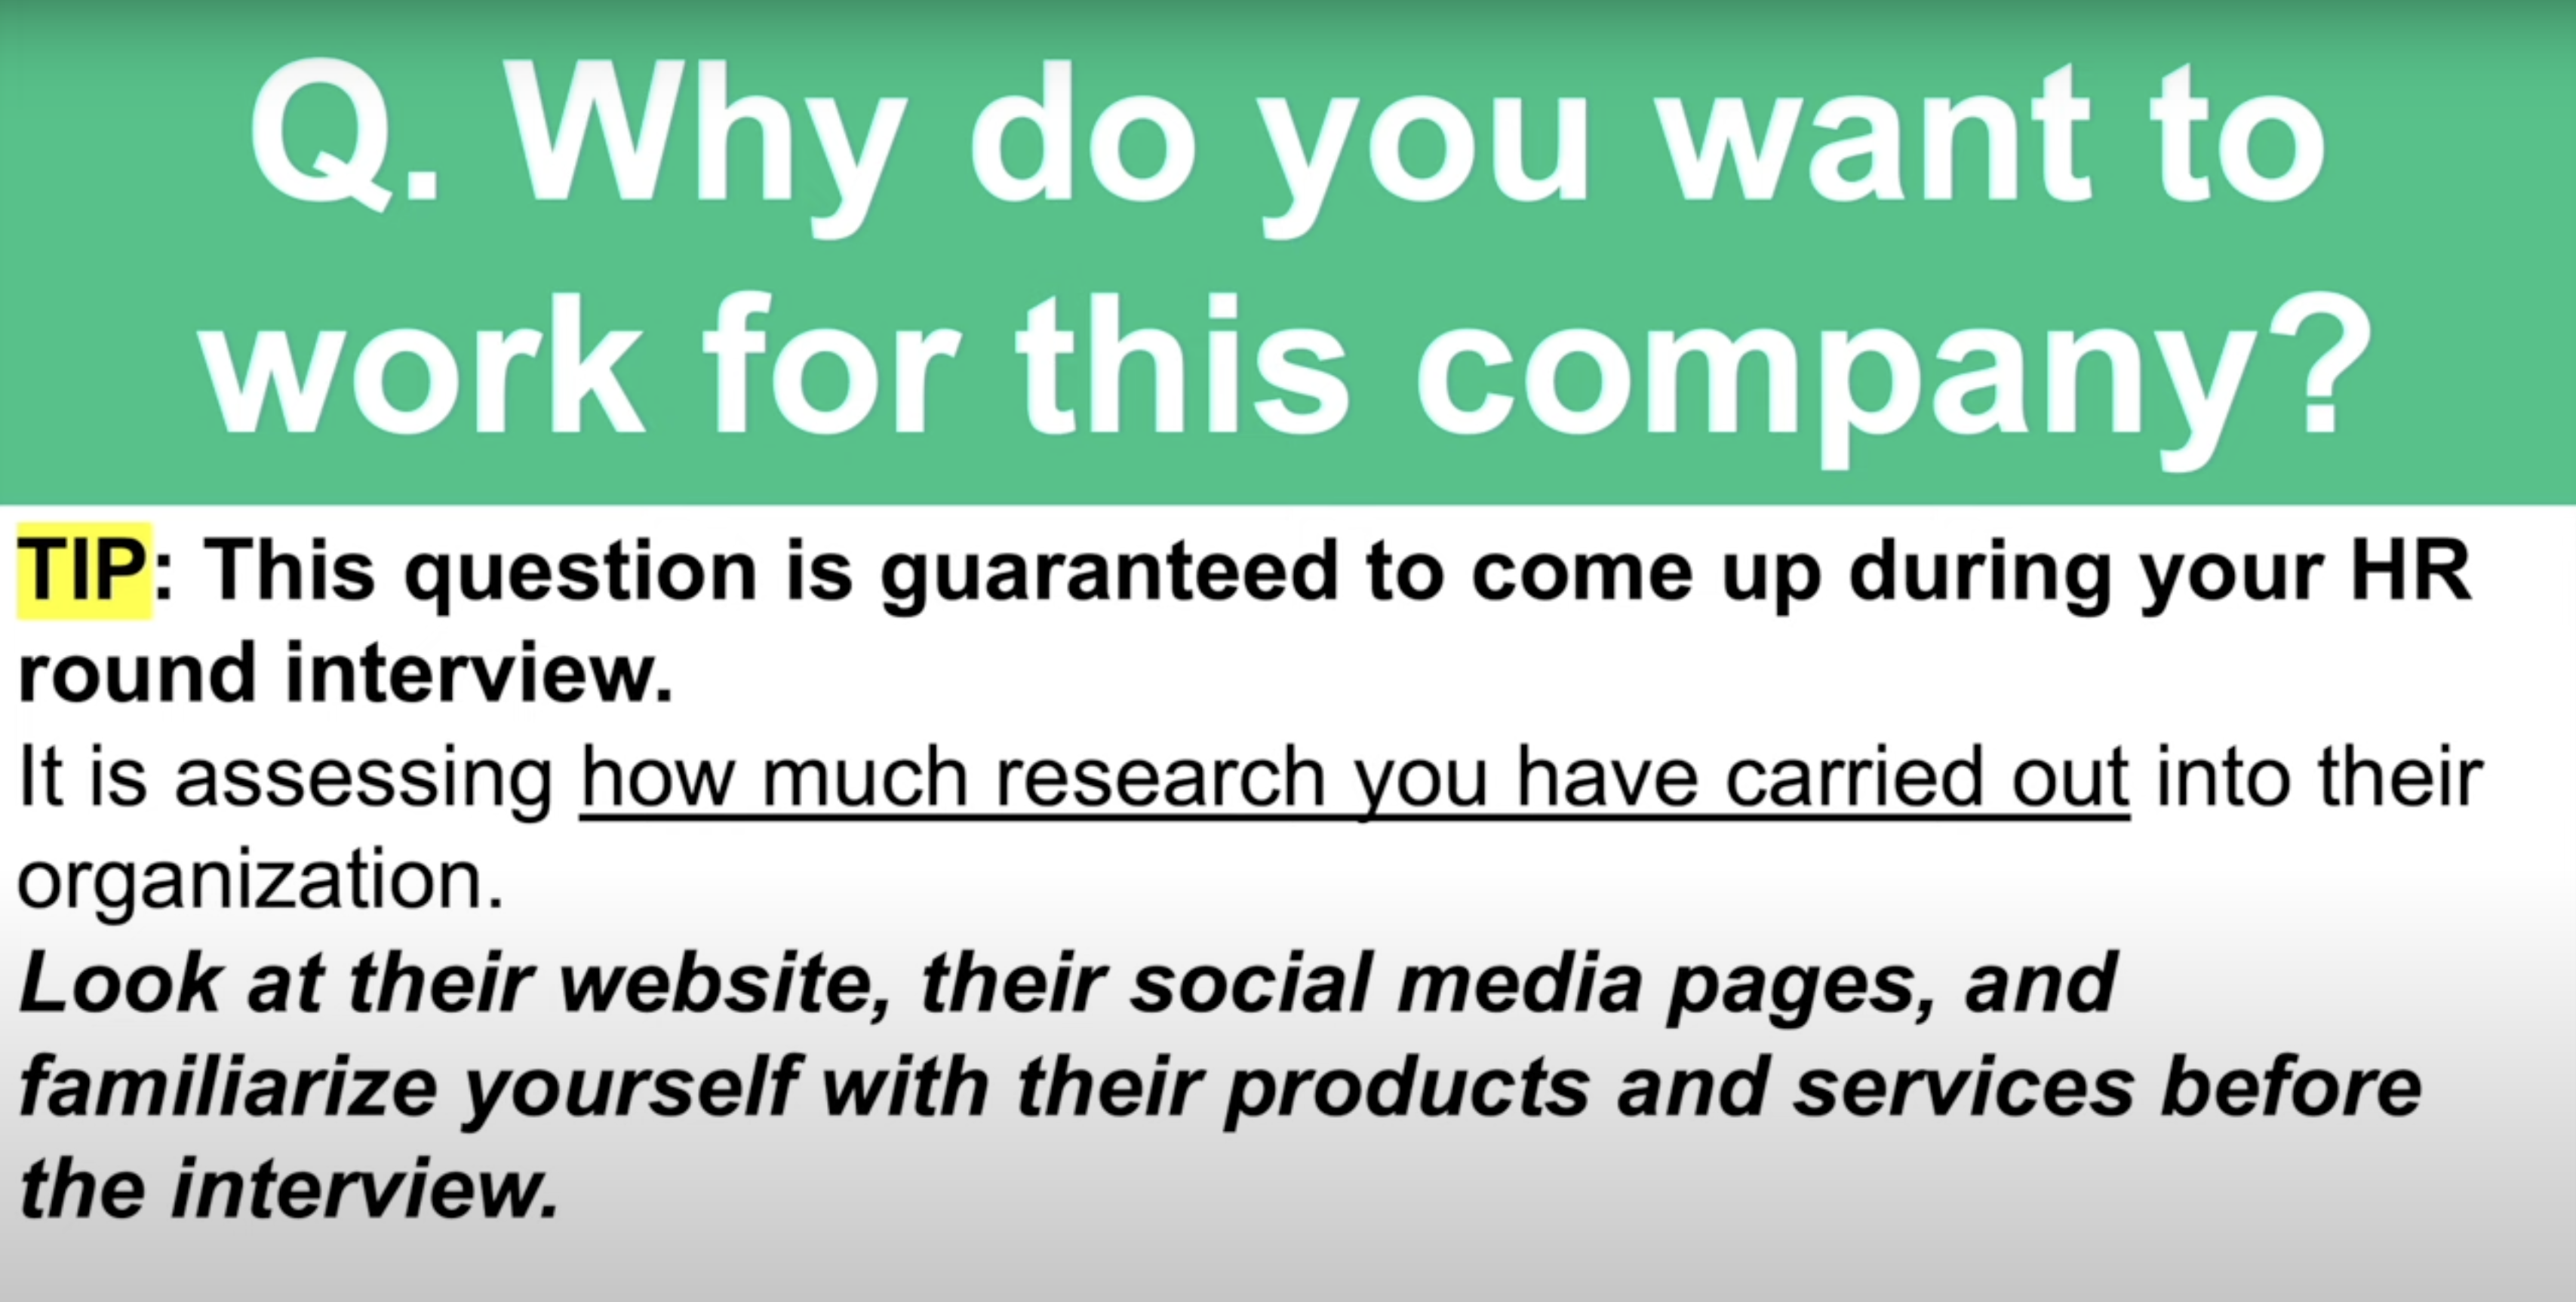 Q. Why do you want to
work for this company?
TIP: This question is guaranteed to come up during your HR
round interview.
It is assessing how much research you have carried out into their
organization.
Look at their website, their social media pages, and
familiarize yourself with their products and services before
the interview.